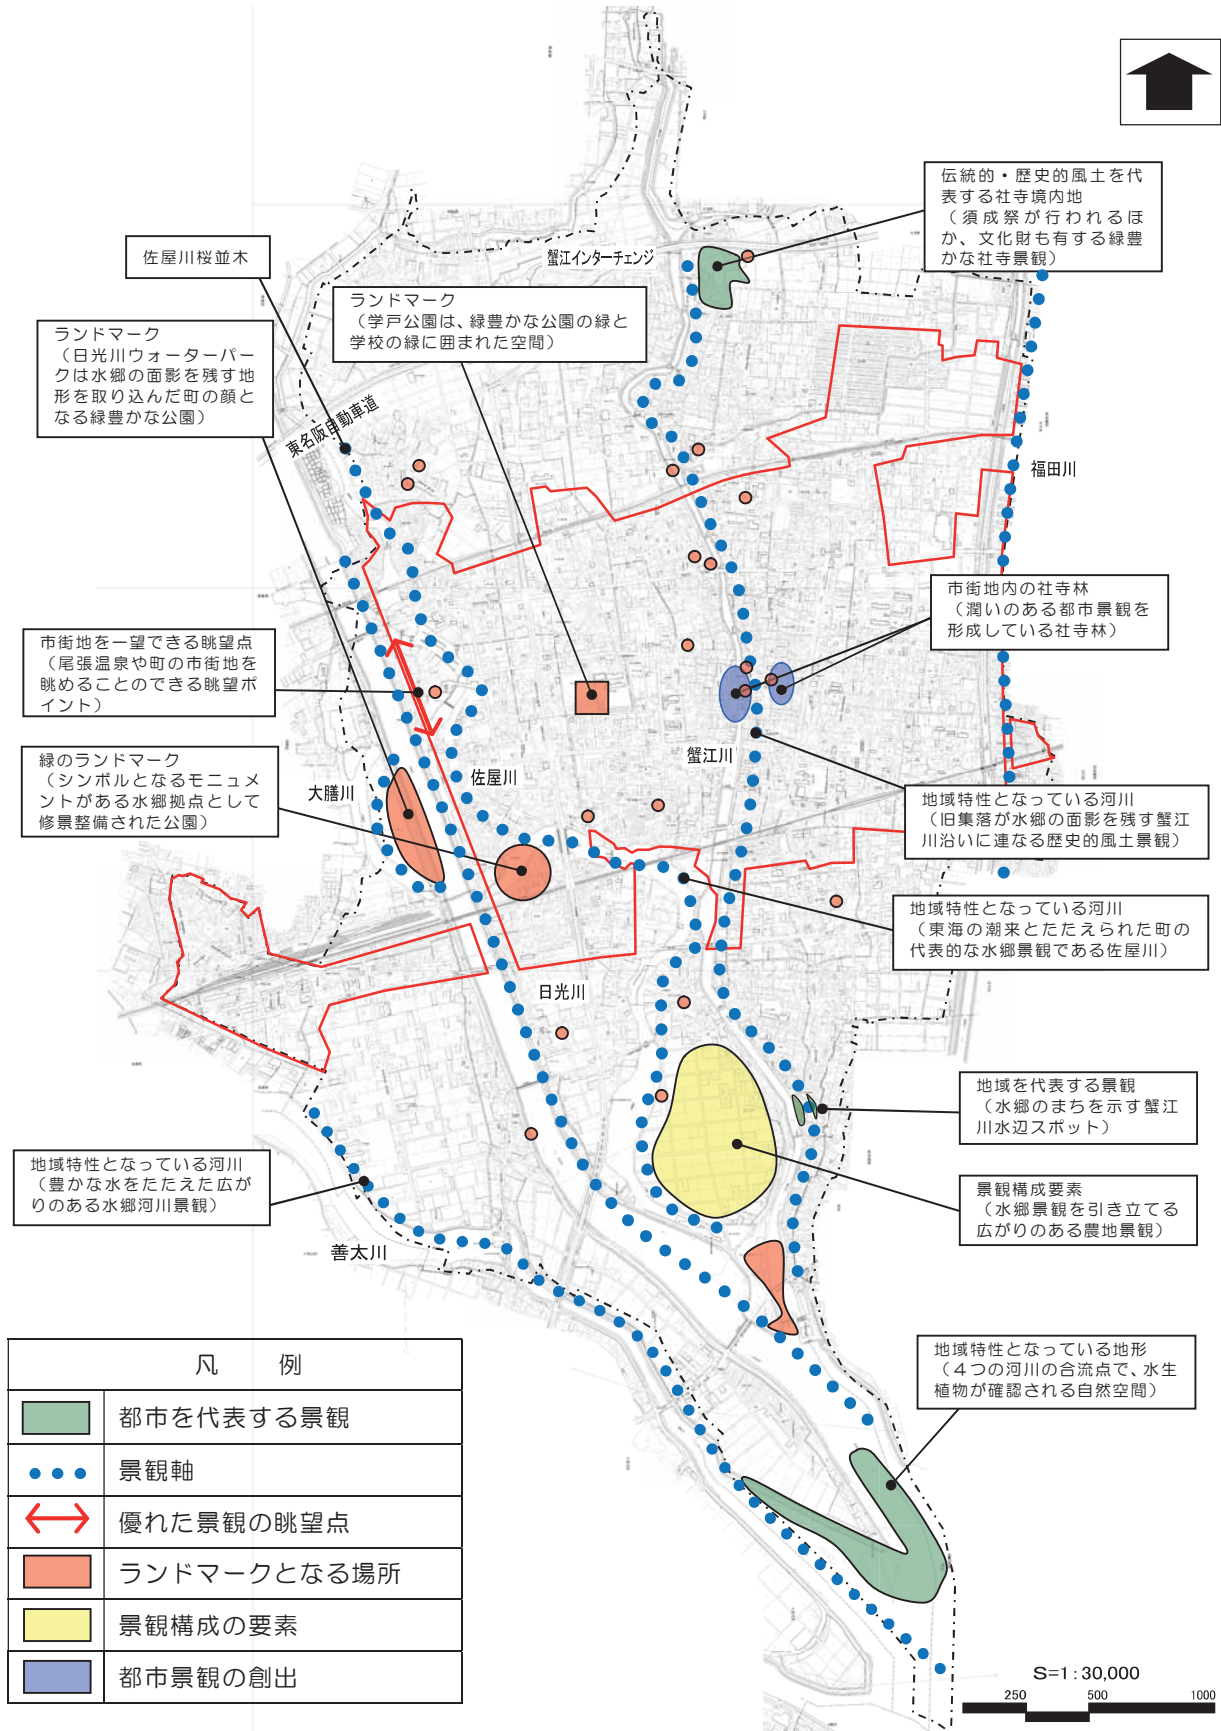 伝統的・歴史的風土を代
表する社寺境内地
（須成祭が行われるほ
か、文化財も有する緑豊
かな社寺景観）
佐屋川桜並木
蟹江インターチェンジ
ランドマーク
（学戸公園は、緑豊かな公園の緑と
学校の緑に囲まれた空間）
ランドマーク
（日光川ウォーターパー
クは水郷の面影を残す地
形を取り込んだ町の顔と
なる緑豊かな公園）
東名阪自動車道
福田川
市街地内の社寺林
（潤いのある都市景観を
形成している社寺林）
市街地を一望できる眺望点
（尾張温泉や町の市街地を
眺めることのできる眺望ポ
イント）
緑のランドマーク
（シンボルとなるモニュメ
ントがある水郷拠点として
修景整備された公園）
大膳川
佐屋川
蟹江川
地域特性となっている河川
（旧集落が水郷の面影を残す蟹江
川沿いに連なる歴史的風土景観）
地域特性となっている河川
（東海の潮来とたたえられた町の
代表的な水郷景観である佐屋川）
日光川
地域を代表する景観
（水郷のまちを示す蟹江
川水辺スポット）
地域特性となっている河川
（豊かな水をたたえた広が
りのある水郷河川景観）
景観構成要素
（水郷景観を引き立てる
広がりのある農地景観）
善太川
地域特性となっている地形
（４つの河川の合流点で、水生
植物が確認される自然空間）
凡　例
都市を代表する景観
景観軸
優れた景観の眺望点
ランドマークとなる場所
景観構成の要素
都市景観の創出
S=1:30,000
250 500 1000